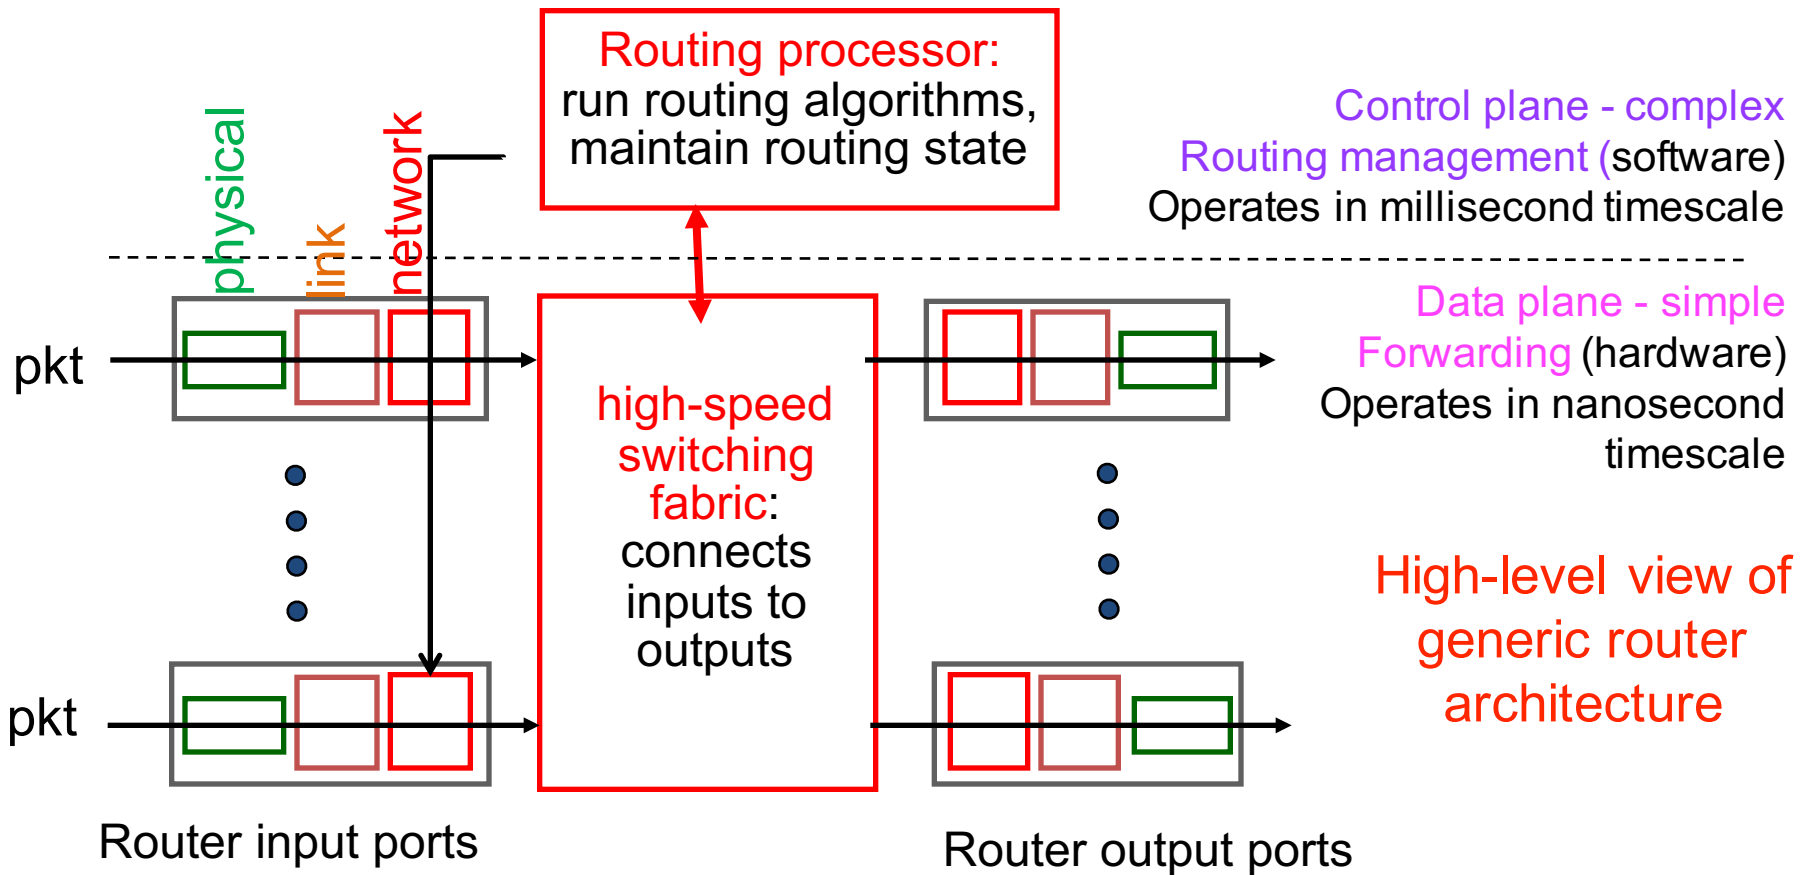 Routing processor:
run routing algorithms,
maintain routing state
physical
link
network
Control plane - complex
Routing management (software)
Operates in millisecond timescale
Data plane - simple
Forwarding (hardware)
Operates in nanosecond
timescale
pkt
high-speed
switching
fabric:
connects
inputs to
outputs
High-level view of
generic router
architecture
pkt
Router input ports
Router output ports